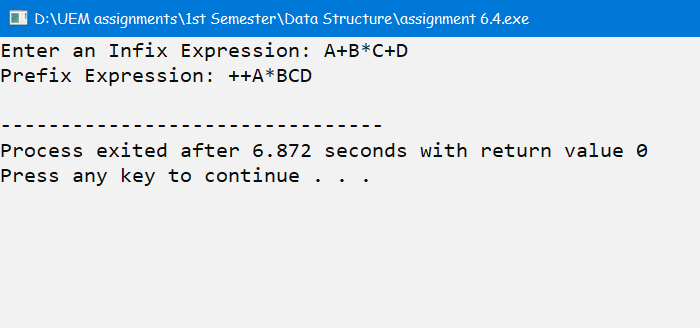 D:\UEM assignments\1st Semester\Data Structure\assignment 6.4.exe
Enter an Infix Expression: A+B*C+D
Prefix Expression: ++A*BCD
--------------------------------
Process exited after 6.872 seconds with return value 0
Press any key to continue . . .